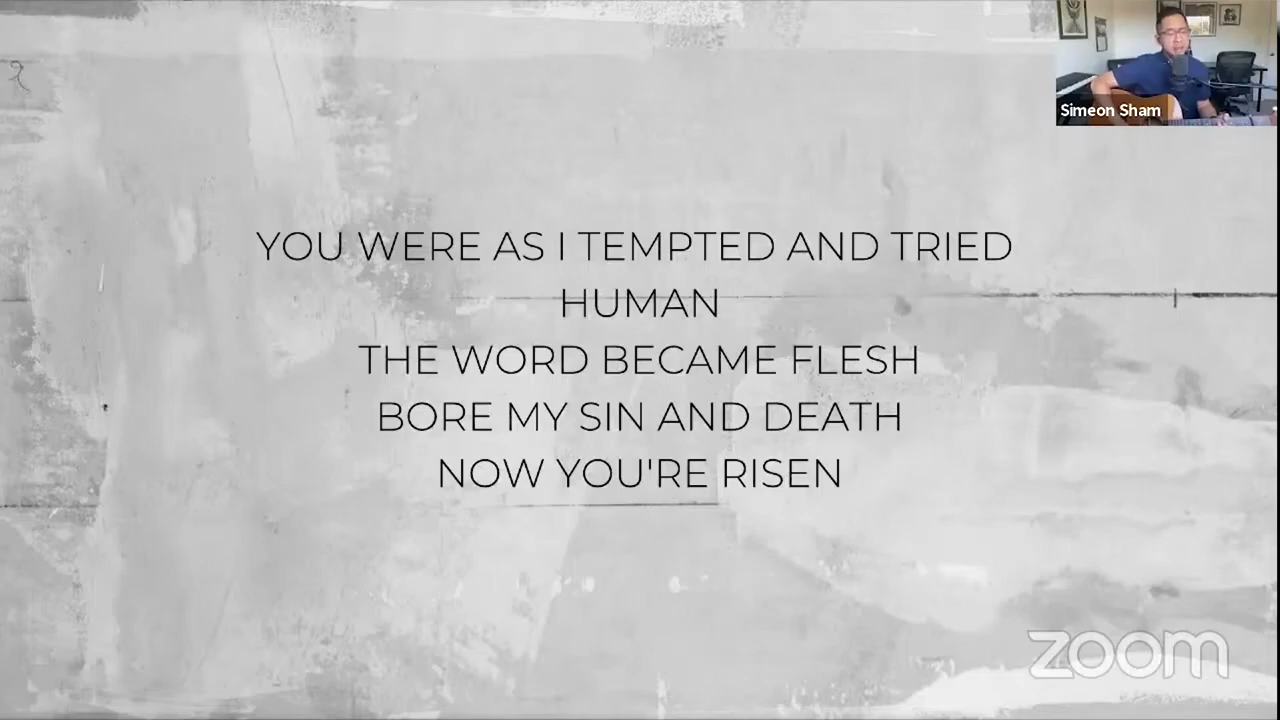 Simeon Sham
YOU WERE AS I TEMPTED AND TRIED
HUMAN
THE WORD BECAME FLESH
BORE MY SIN AND DEATH
NOW YOU'RE RISEN
zoom